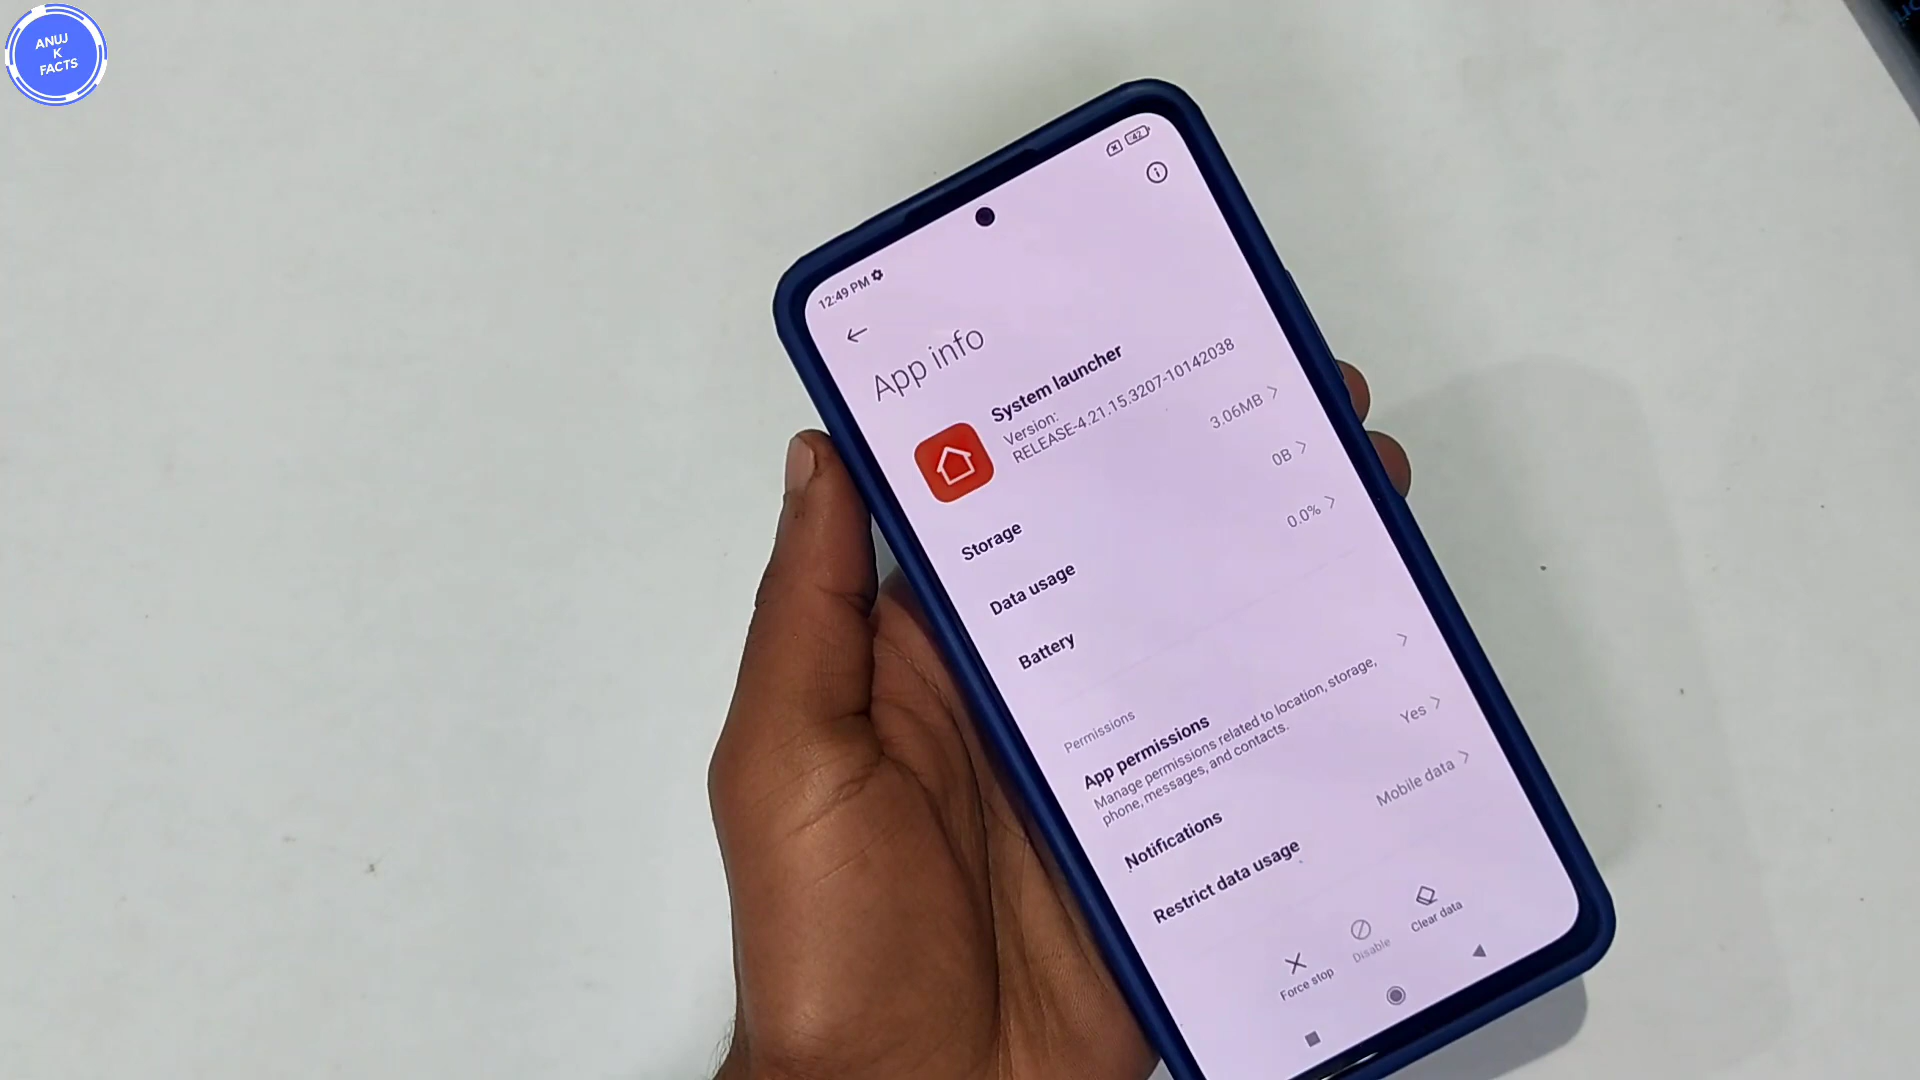 ANUJ
K
FACTS
42
12:49 PM
App info
System launcher
Version:
RELEASE-4.21.15.3207-10142038
Storage 3.06MB
Data usage 0B
Battery 0.0%
Permissions
App permissions
Manage permissions related to location, storage,
phone, messages, and contacts.
Notifications Yes
Restrict data usage Mobile data
Force stop
Disable
Clear data